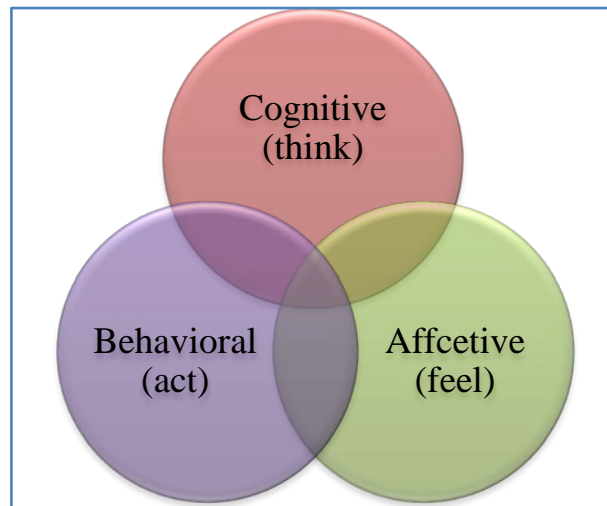 Cognitive
(think)
Behavioral
(act)
Affcetive
(feel)